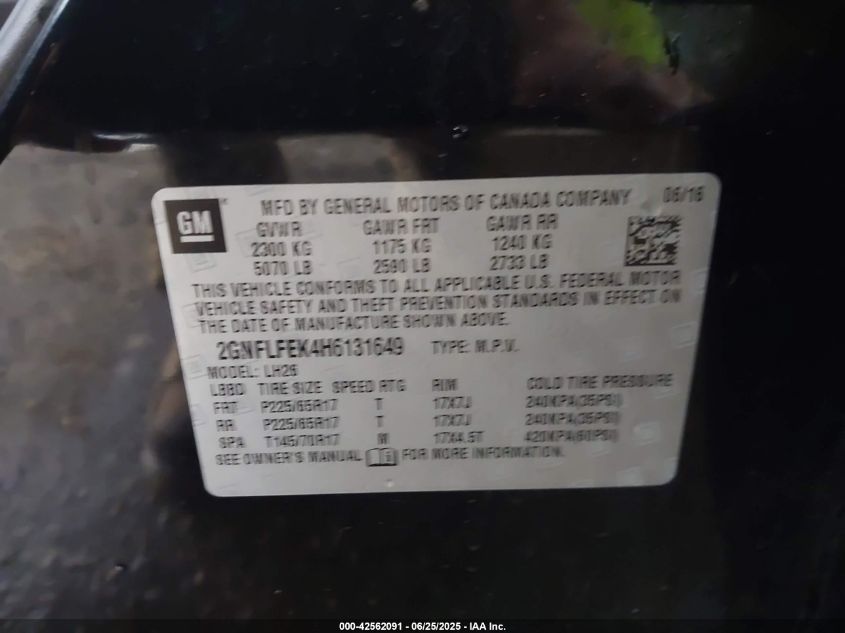 GM
MFD BY GENERAL MOTORS OF CANADA COMPANY 06/16
GVWR GAWR FRT GAWR RR
2300 KG 1175 KG 1240 KG
5070 LB 2590 LB 2733 LB
THIS VEHICLE CONFORMS TO ALL APPLICABLE U.S. FEDERAL MOTOR
VEHICLE SAFETY AND THEFT PREVENTION STANDARDS IN EFFECT ON
THE DATE OF MANUFACTURE SHOWN ABOVE.
2GNFLFEK4H6131649 TYPE: M.P.V.
MODEL: LH26
LBBD TIRE SIZE SPEED RTG RIM COLD TIRE PRESSURE
FRT P225/65R17 T 17X7J 240KPA(35PSI)
RR P225/65R17 T 17X7J 240KPA(35PSI)
SPA T145/70R17 M 17X4.5T 420KPA(60PSI)
SEE OWNER'S MANUAL FOR MORE INFORMATION.
000-42562091 - 06/25/2025 - IAA Inc.